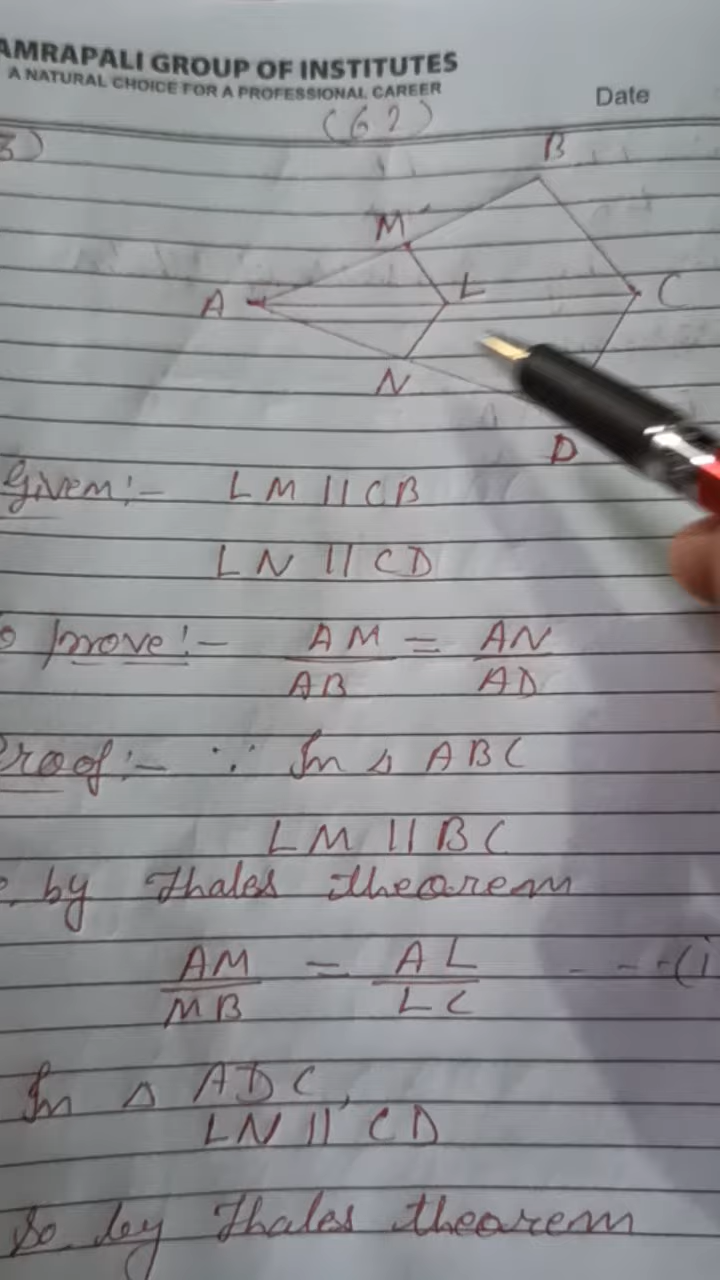 AMRAPALI GROUP OF INSTITUTES
A NATURAL CHOICE FOR A PROFESSIONAL CAREER
Date
(62)
3)
B
M
A
L
C
N
D
Given:- LM || CB
LN || CD
o prove:- AM/AB = AN/AD
Proof:- ∵ In △ ABC
LM || BC
by Thales theorem
AM/MB = AL/LC ---(i
In △ ADC,
LN || CD
So by Thales theorem